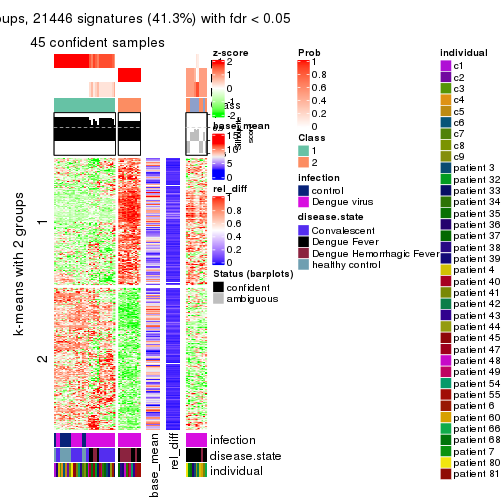 oups, 21446 signatures (41.3%) with fdr < 0.05
45 confident samples
k-means with 2 groups
1
2
z-score
2
1
0
-1
-2
base_mean
15
10
5
0
rel_diff
1
0.8
0.6
0.4
0.2
0
Status (barplots)
confident
ambiguous
Prob
1
0.8
0.6
0.4
0.2
0
Class
1
2
infection
control
Dengue virus
disease.state
Convalescent
Dengue Fever
Dengue Hemorrhagic Fever
healthy control
individual
c1
c2
c3
c4
c5
c6
c7
c8
c9
patient 3
patient 32
patient 33
patient 34
patient 35
patient 36
patient 37
patient 38
patient 39
patient 4
patient 40
patient 41
patient 42
patient 43
patient 44
patient 45
patient 47
patient 48
patient 49
patient 54
patient 55
patient 6
patient 60
patient 66
patient 68
patient 7
patient 80
patient 81
infection
disease.state
individual
base_mean
rel_diff